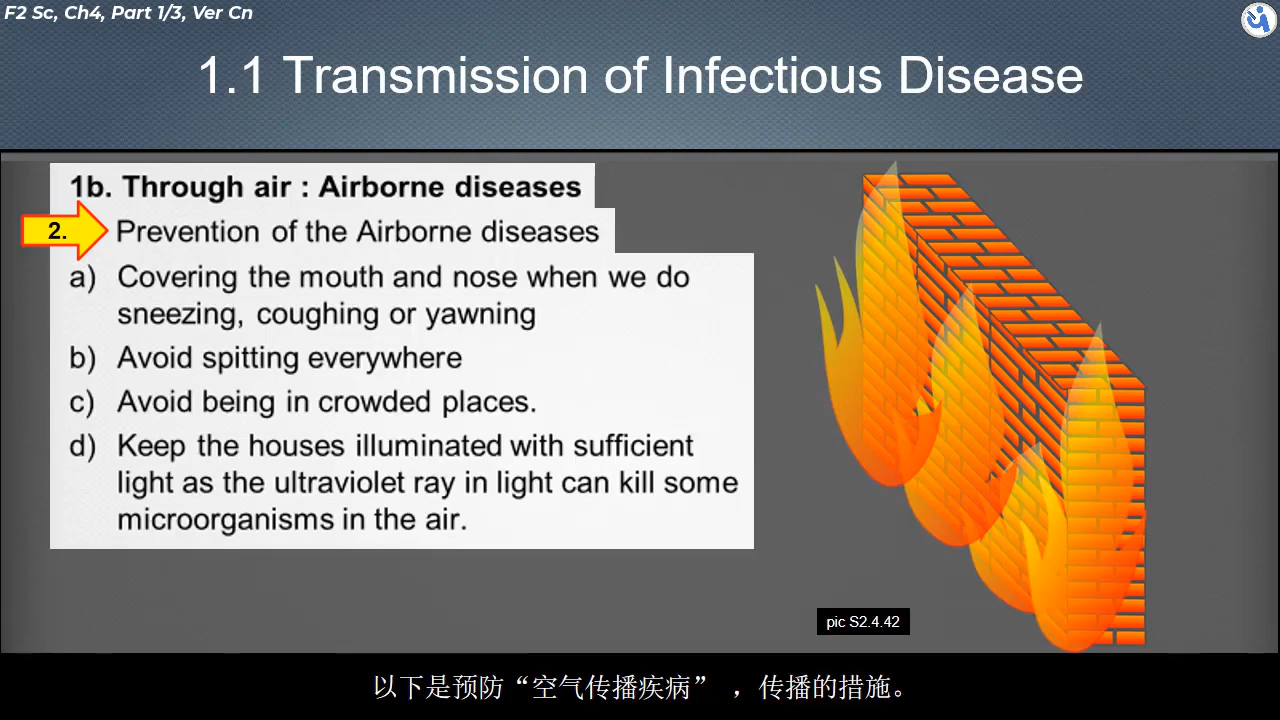 F2 Sc, Ch4, Part 1/3, Ver Cn
1.1 Transmission of Infectious Disease
1b. Through air : Airborne diseases
2.
Prevention of the Airborne diseases
a) Covering the mouth and nose when we do
sneezing, coughing or yawning
b) Avoid spitting everywhere
c) Avoid being in crowded places.
d) Keep the houses illuminated with sufficient
light as the ultraviolet ray in light can kill some
microorganisms in the air.
pic S2.4.42
以下是预防“空气传播疾病” ，传播的措施。